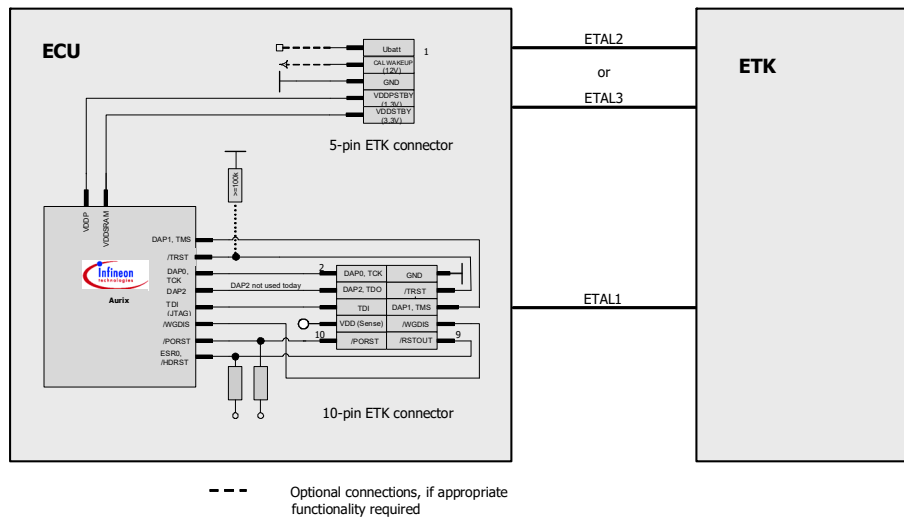 ECU
Ubatt
1
CAL WAKEUP
(12V)
GND
VDDPSTBY
(1.3V)
VDDSTBY
(3.3V)
5-pin ETK connector
ETAL2
or
ETAL3
ETK
>=100k
VDDP
VDDSRAM
DAP1, TMS
/TRST
DAP0,
TCK
DAP2
DAP2 not used today
TDI
(JTAG)
/WGDIS
/PORST
ESR0,
/HDRST
Infineon
technologies
Aurix
2
DAP0, TCK
GND
DAP2, TDO
/TRST
TDI
DAP1, TMS
VDD (Sense)
/WGDIS
10
/PORST
/RSTOUT
9
10-pin ETK connector
ETAL1
Optional connections, if appropriate
functionality required